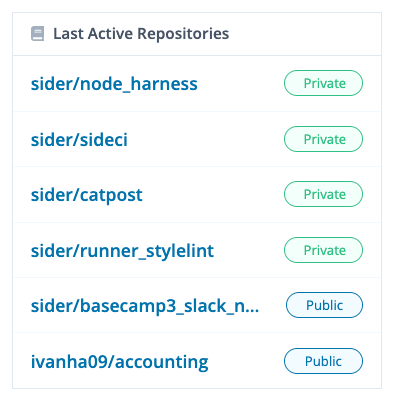 Last Active Repositories
sider/node_harness Private
sider/sideci Private
sider/catpost Private
sider/runner_stylelint Private
sider/basecamp3_slack_n... Public
ivanha09/accounting Public